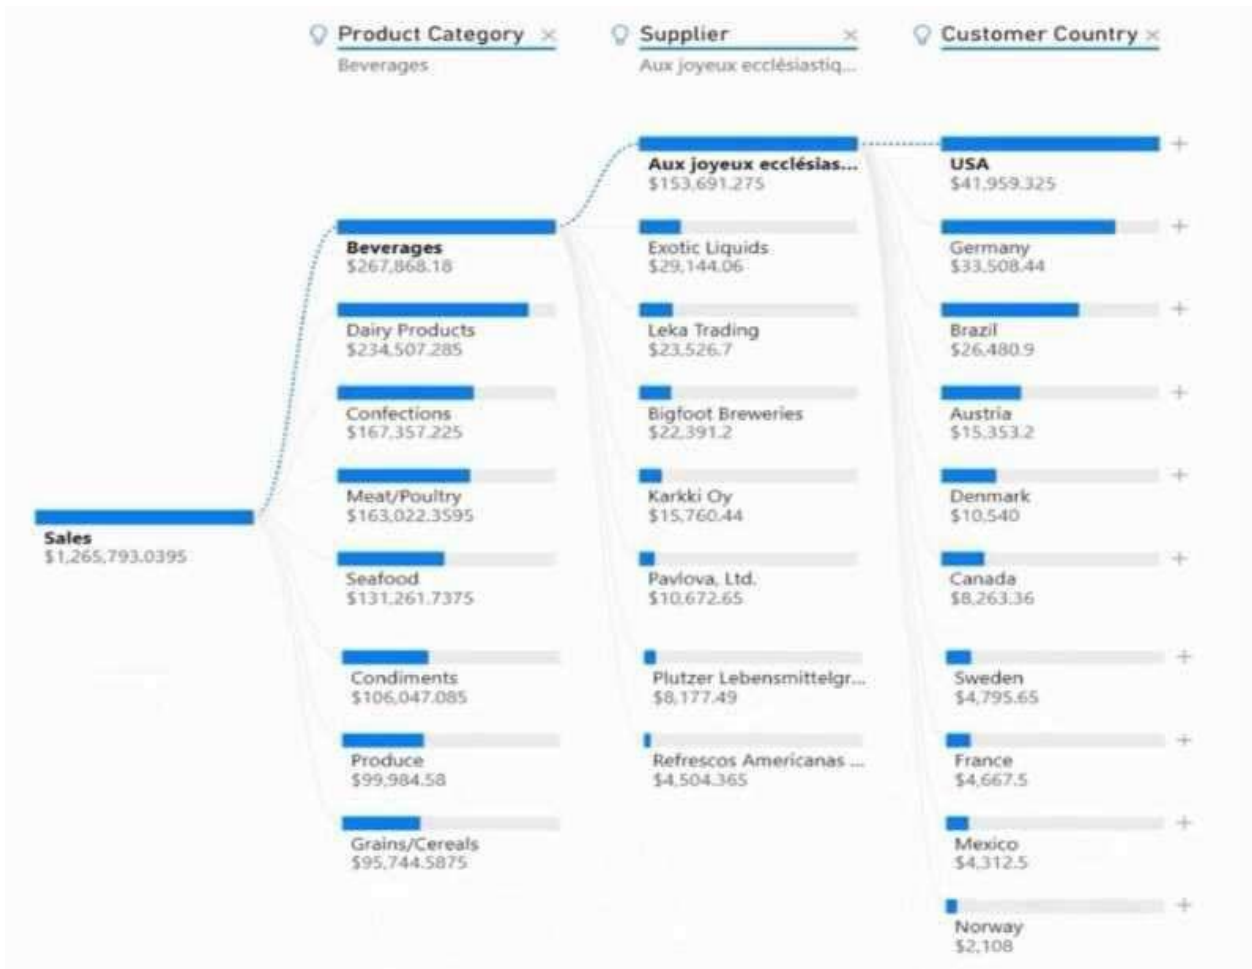 Product Category ×
Beverages
Supplier ×
Aux joyeux ecclésiastiq...
Customer Country ×
Sales
$1,265,793.0395
Beverages
$267,868.18
Dairy Products
$234,507.285
Confections
$167,357.225
Meat/Poultry
$163,022.3595
Seafood
$131,261.7375
Condiments
$106,047.085
Produce
$99,984.58
Grains/Cereals
$95,744.5875
Aux joyeux ecclésias...
$153,691.275
Exotic Liquids
$29,144.06
Leka Trading
$23,526.7
Bigfoot Breweries
$22,391.2
Karkki Oy
$15,760.44
Pavlova, Ltd.
$10,672.65
Plutzer Lebensmittelgr...
$8,177.49
Refrescos Americanas ...
$4,504.365
USA
$41,959.325
Germany
$33,508.44
Brazil
$26,480.9
Austria
$15,353.2
Denmark
$10,540
Canada
$8,263.36
Sweden
$4,795.65
France
$4,667.5
Mexico
$4,312.5
Norway
$2,108